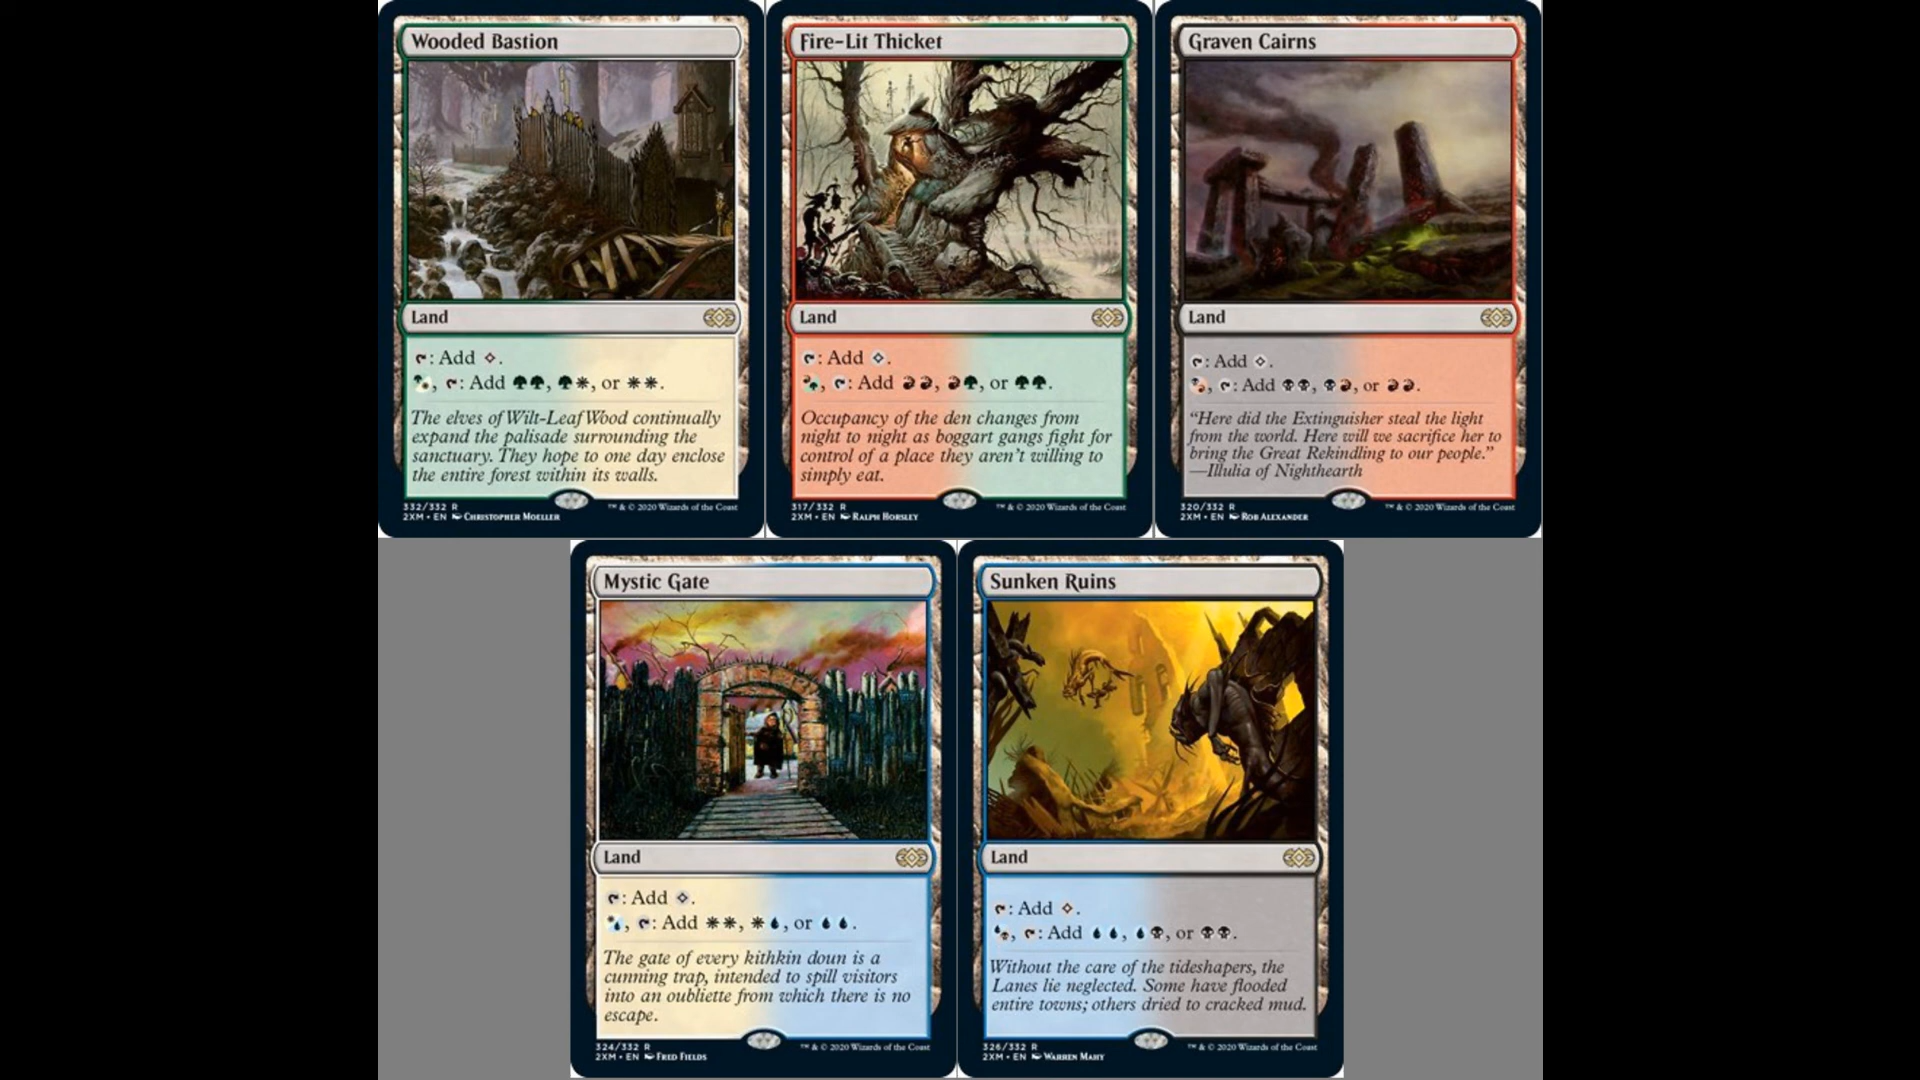 Wooded Bastion
Land
: Add .
, : Add , , or .
The elves of Wilt-Leaf Wood continually
expand the palisade surrounding the
sanctuary. They hope to one day enclose
the entire forest within its walls.
332/332 R
2XM • EN Christopher Moeller
™ & © 2020 Wizards of the Coast
Fire-Lit Thicket
Land
: Add .
, : Add , , or .
Occupancy of the den changes from
night to night as boggart gangs fight for
control of a place they aren't willing to
simply eat.
317/332 R
2XM • EN Ralph Horsley
™ & © 2020 Wizards of the Coast
Graven Cairns
Land
: Add .
, : Add , , or .
“Here did the Extinguisher steal the light
from the world. Here will we sacrifice her to
bring the Great Rekindling to our people.”
—Illulia of Nighthearth
320/332 R
2XM • EN Rob Alexander
™ & © 2020 Wizards of the Coast
Mystic Gate
Land
: Add .
, : Add , , or .
The gate of every kithkin doun is a
cunning trap, intended to spill visitors
into an oubliette from which there is no
escape.
324/332 R
2XM • EN Fred Fields
™ & © 2020 Wizards of the Coast
Sunken Ruins
Land
: Add .
, : Add , , or .
Without the care of the tideshapers, the
Lanes lie neglected. Some have flooded
entire towns; others dried to cracked mud.
326/332 R
2XM • EN Warren Mahy
™ & © 2020 Wizards of the Coast